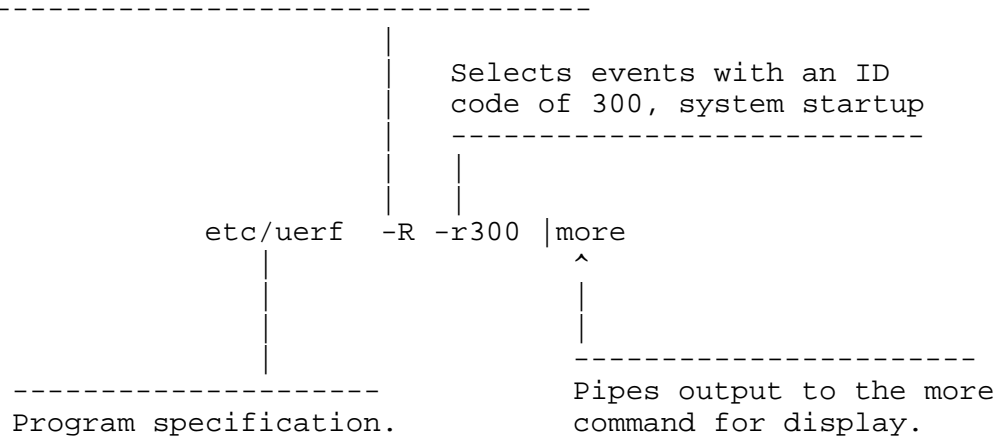 Selects events with an ID
code of 300, system startup
etc/uerf -R -r300 |more
Program specification.
Pipes output to the more
command for display.